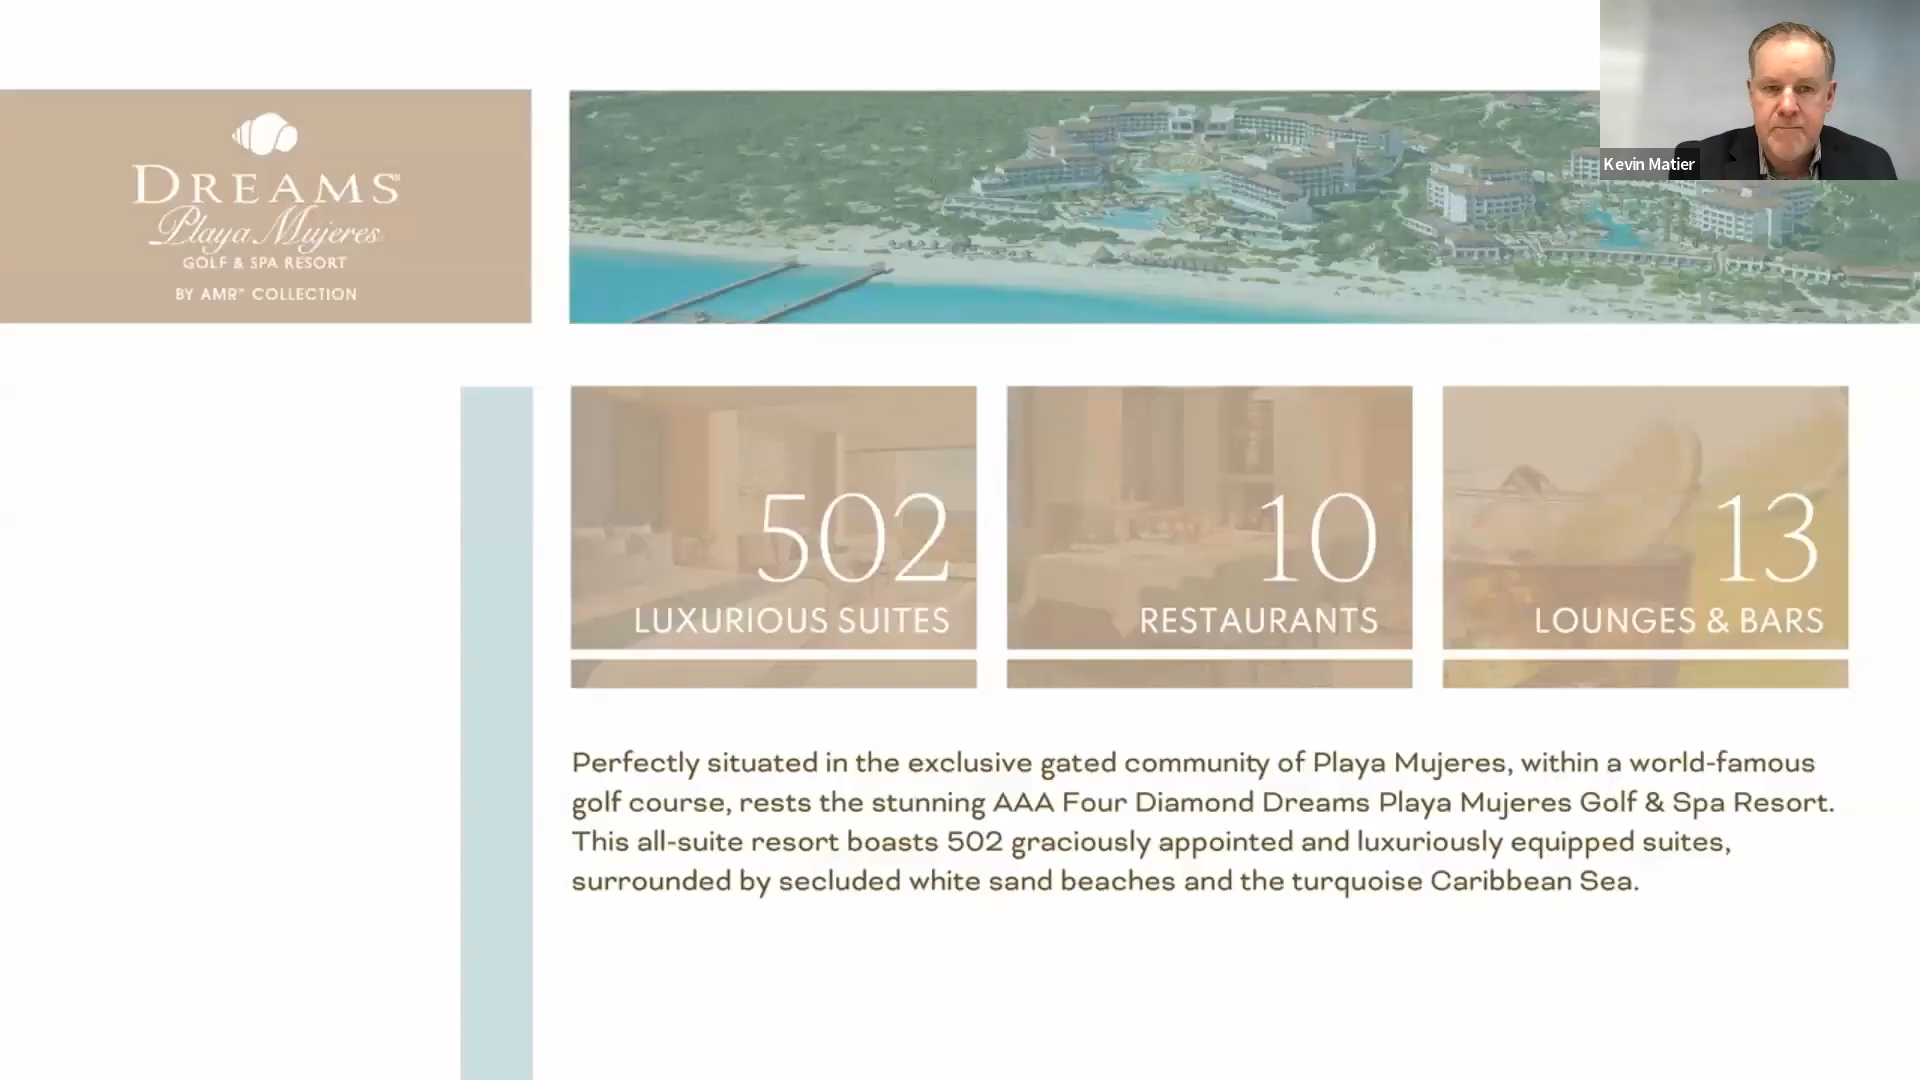 DREAMS™
Playa Mujeres
GOLF & SPA RESORT
BY AMR™ COLLECTION
Kevin Matier
502
LUXURIOUS SUITES
10
RESTAURANTS
13
LOUNGES & BARS
Perfectly situated in the exclusive gated community of Playa Mujeres, within a world-famous
golf course, rests the stunning AAA Four Diamond Dreams Playa Mujeres Golf & Spa Resort.
This all-suite resort boasts 502 graciously appointed and luxuriously equipped suites,
surrounded by secluded white sand beaches and the turquoise Caribbean Sea.